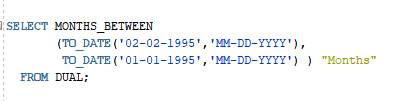 SELECT MONTHS_BETWEEN
(TO_DATE('02-02-1995','MM-DD-YYYY'),
TO_DATE('01-01-1995','MM-DD-YYYY') ) "Months"
FROM DUAL;